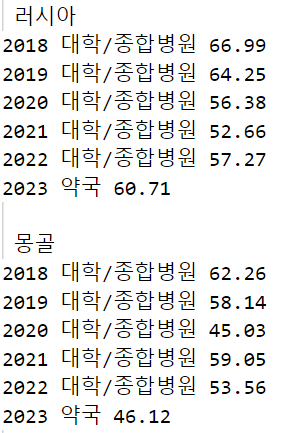 러시아
2018 대학/종합병원 66.99
2019 대학/종합병원 64.25
2020 대학/종합병원 56.38
2021 대학/종합병원 52.66
2022 대학/종합병원 57.27
2023 약국 60.71
몽골
2018 대학/종합병원 62.26
2019 대학/종합병원 58.14
2020 대학/종합병원 45.03
2021 대학/종합병원 59.05
2022 대학/종합병원 53.56
2023 약국 46.12